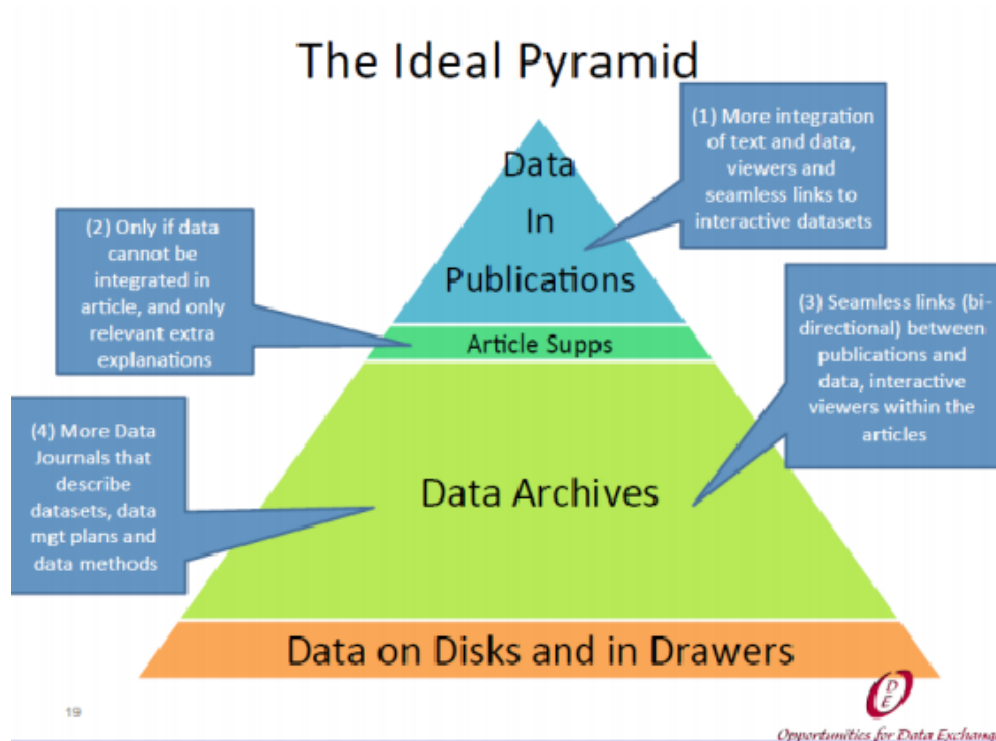 The Ideal Pyramid
(1) More integration
of text and data,
viewers and
seamless links to
interactive datasets
Data
In
Publications
(2) Only if data
cannot be
integrated in
article, and only
relevant extra
explanations
Article Supps
(3) Seamless links (bi-
directional) between
publications and
data, interactive
viewers within the
articles
(4) More Data
Journals that
describe
datasets, data
mgt plans and
data methods
Data Archives
Data on Disks and in Drawers
19
O
D
E
Opportunities for Data Exchange